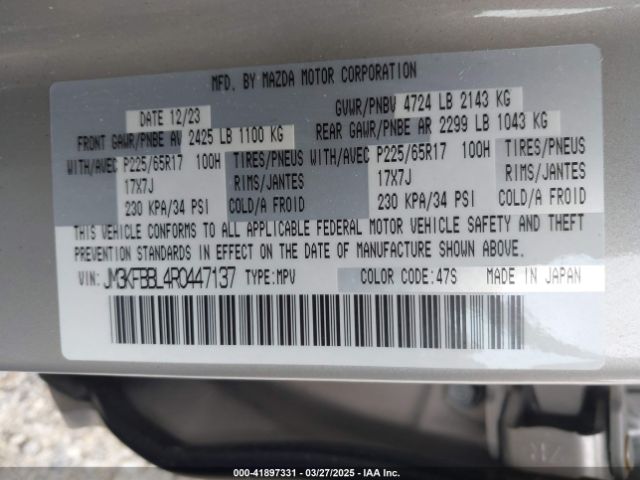 MFD. BY MAZDA MOTOR CORPORATION
DATE 12/23 GVWR/PNBV 4724 LB 2143 KG
FRONT GAWR/PNBE AV 2425 LB 1100 KG REAR GAWR/PNBE AR 2299 LB 1043 KG
WITH/AVEC P225/65R17 100H TIRES/PNEUS WITH/AVEC P225/65R17 100H TIRES/PNEUS
17X7J RIMS/JANTES 17X7J RIMS/JANTES
230 KPA/34 PSI COLD/A FROID 230 KPA/34 PSI COLD/A FROID
THIS VEHICLE CONFORMS TO ALL APPLICABLE FEDERAL MOTOR VEHICLE SAFETY AND THEFT
PREVENTION STANDARDS IN EFFECT ON THE DATE OF MANUFACTURE SHOWN ABOVE.
VIN: JM3KFBBL4R0447137 TYPE:MPV COLOR CODE:47S MADE IN JAPAN
00-41897331 — 03/27/2025 — IAA Inc.